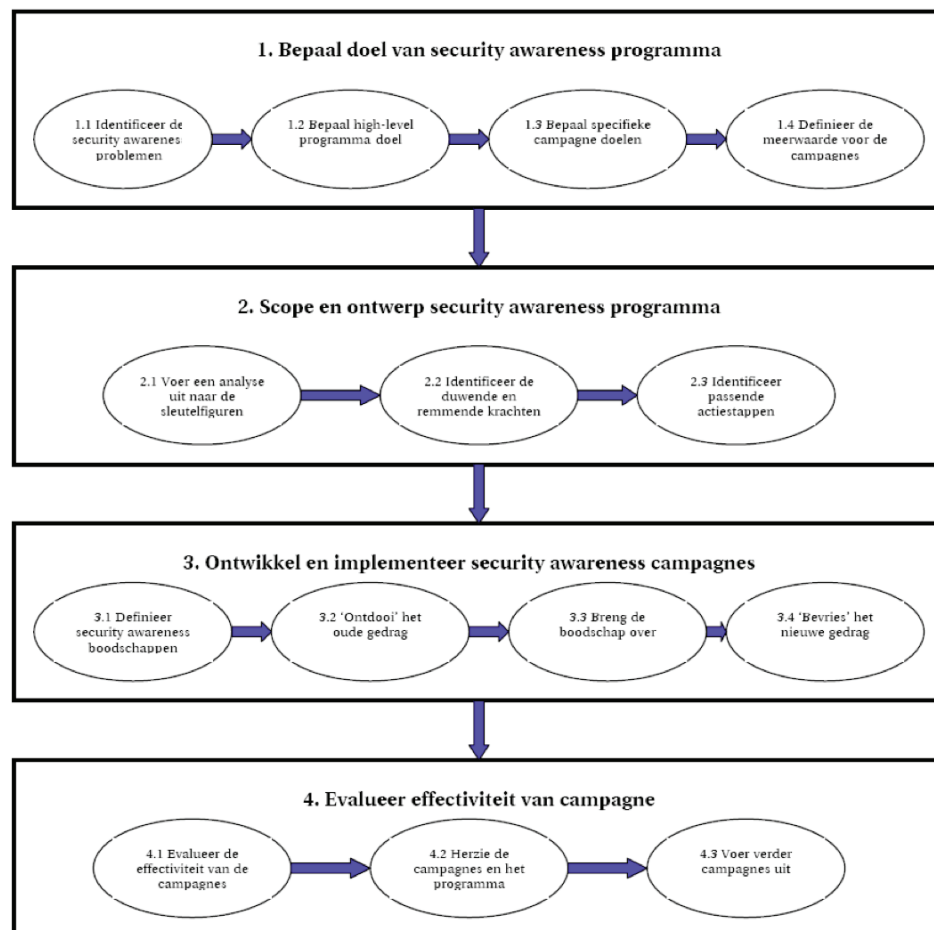 1. Bepaal doel van security awareness programma
1.1 Identificeer de
security awareness
problemen
1.2 Bepaal high-level
programma doel
1.3 Bepaal specifieke
campagne doelen
1.4 Definieer de
meerwaarde voor de
campagnes
2. Scope en ontwerp security awareness programma
2.1 Voer een analyse
uit naar de
sleutelfiguren
2.2 Identificeer de
duwende en
remmende krachten
2.3 Identificeer
passende
actiestappen
3. Ontwikkel en implementeer security awareness campagnes
3.1 Definieer
security awareness
boodschappen
3.2 ‘Ontdooi’ het
oude gedrag
3.3 Breng de
boodschap over
3.4 ‘Bevries’ het
nieuwe gedrag
4. Evalueer effectiviteit van campagne
4.1 Evalueer de
effectiviteit van de
campagnes
4.2 Herzie de
campagnes en het
programma
4.3 Voer verder
campagnes uit